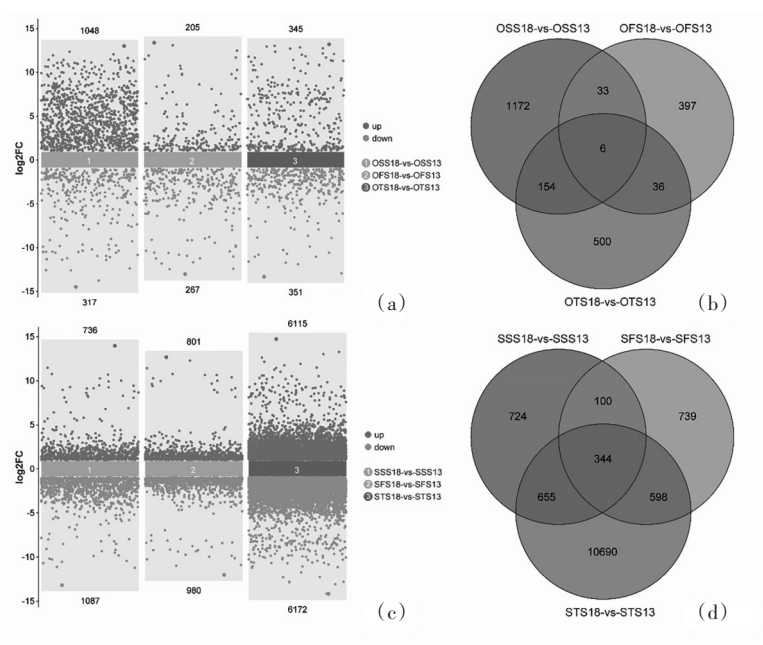 15
10
5
0
-5
-10
-15
log2FC
1048
205
345
1
2
3
317
267
351
up
down
1 OSS18-vs-OSS13
2 OFS18-vs-OFS13
3 OTS18-vs-OTS13
(a)
OSS18-vs-OSS13
OFS18-vs-OFS13
1172
33
397
6
154
36
500
OTS18-vs-OTS13
(b)
15
10
5
0
-5
-10
-15
log2FC
736
801
6115
1
2
3
1087
980
6172
up
down
1 SSS18-vs-SSS13
2 SFS18-vs-SFS13
3 STS18-vs-STS13
(c)
SSS18-vs-SSS13
SFS18-vs-SFS13
724
100
739
344
655
598
10690
STS18-vs-STS13
(d)